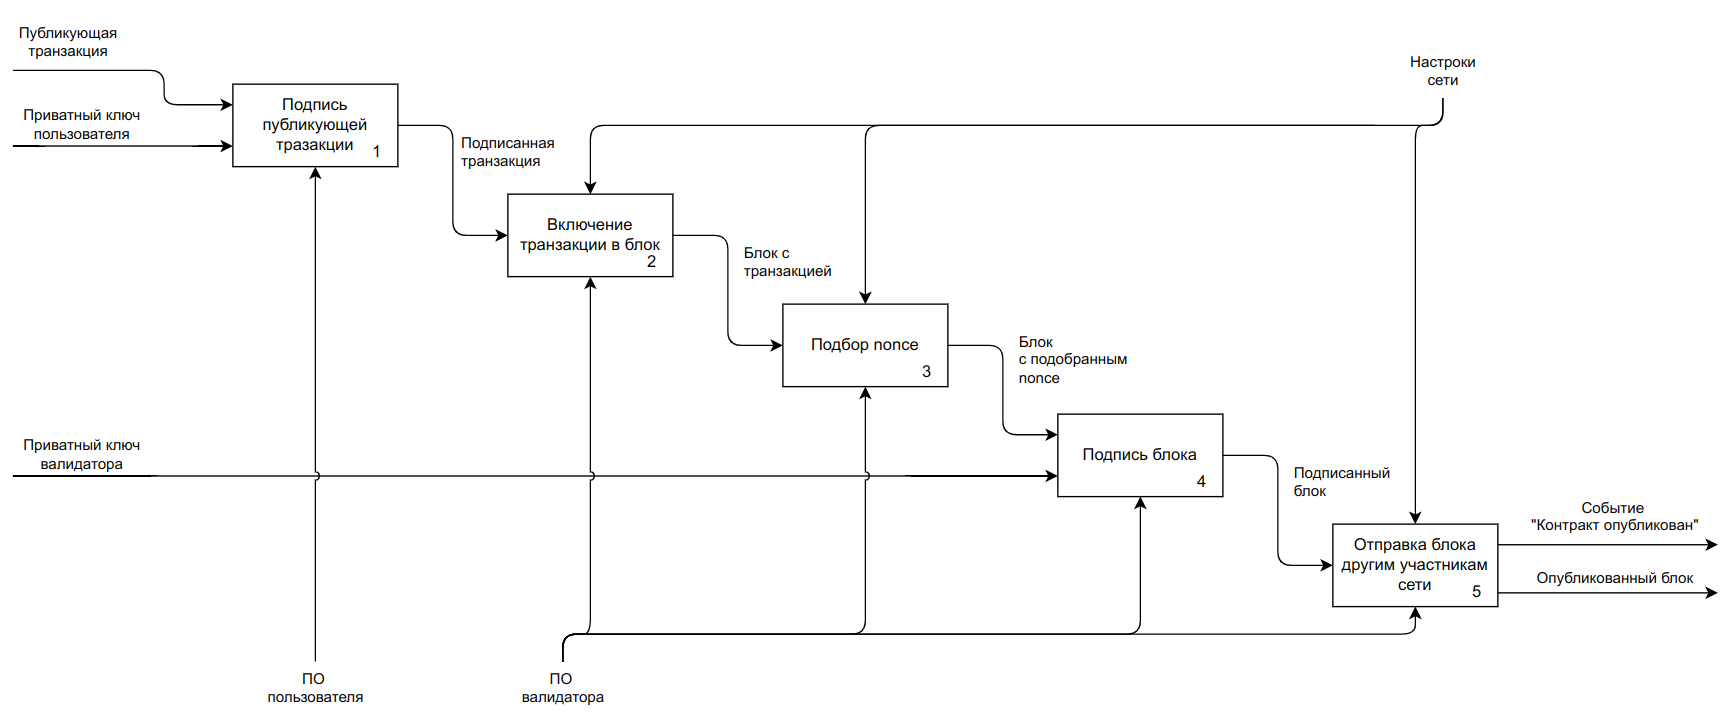 Публикующая
транзакция
Настроки
сети
Приватный ключ
пользователя
Подпись
публикующей
тразакции
1
Подписанная
транзакция
Включение
транзакции в блок
2
Блок с
транзакцией
Подбор nonce
3
Блок
с подобранным
nonce
Приватный ключ
валидатора
Подпись блока
4
Подписанный
блок
Отправка блока
другим участникам
сети
5
Событие
"Контракт опубликован"
Опубликованный блок
ПО
пользователя
ПО
валидатора